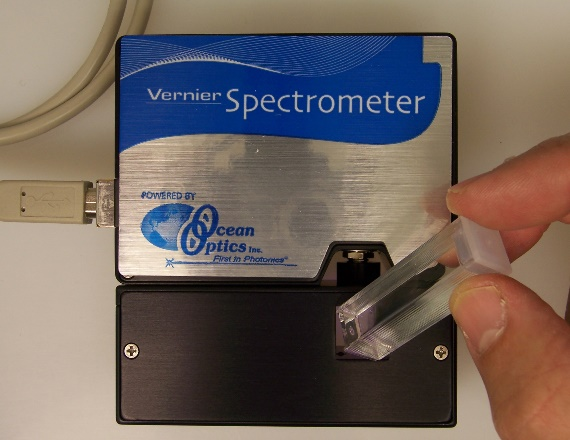 Vernier Spectrometer
POWERED BY
Ocean
Optics Inc.
First in Photonics®